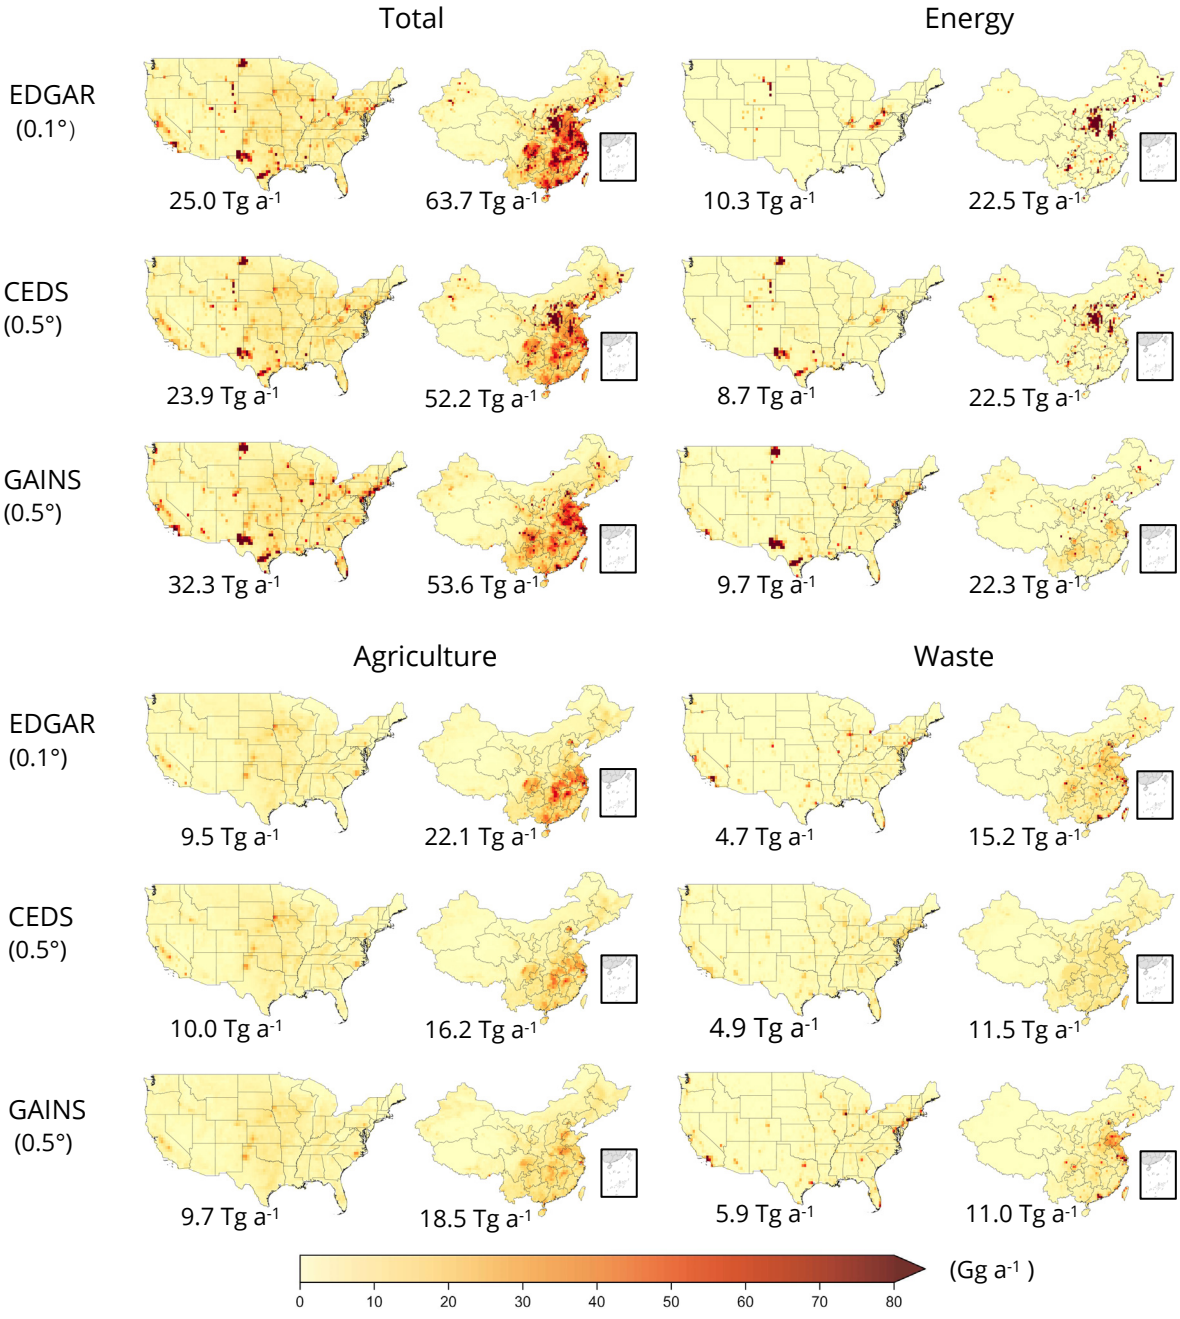 Total Energy
EDGAR
(0.1°)
25.0 Tg a-1 63.7 Tg a-1 10.3 Tg a-1 22.5 Tg a-1
CEDS
(0.5°)
23.9 Tg a-1 52.2 Tg a-1 8.7 Tg a-1 22.5 Tg a-1
GAINS
(0.5°)
32.3 Tg a-1 53.6 Tg a-1 9.7 Tg a-1 22.3 Tg a-1
Agriculture Waste
EDGAR
(0.1°)
9.5 Tg a-1 22.1 Tg a-1 4.7 Tg a-1 15.2 Tg a-1
CEDS
(0.5°)
10.0 Tg a-1 16.2 Tg a-1 4.9 Tg a-1 11.5 Tg a-1
GAINS
(0.5°)
9.7 Tg a-1 18.5 Tg a-1 5.9 Tg a-1 11.0 Tg a-1
(Gg a-1 )
0 10 20 30 40 50 60 70 80